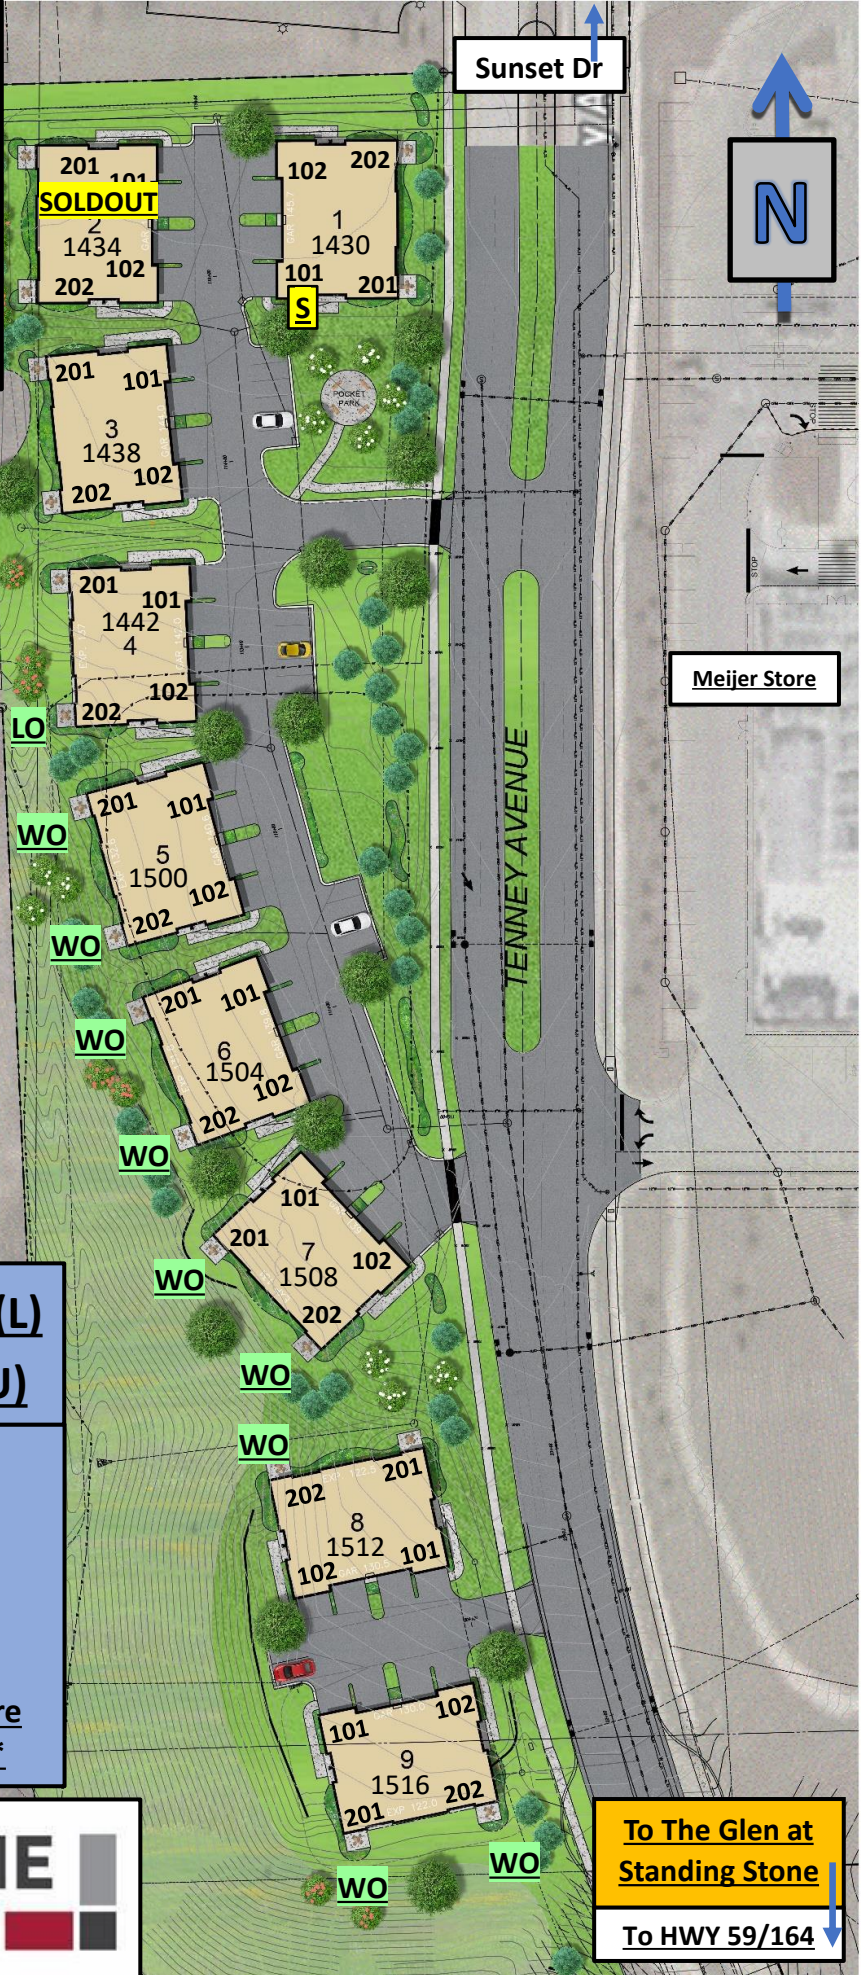 Sunset Dr
N
201
101
SOLDOUT
2
1434
102
202
102
202
1
1430
101
201
S
POCKET
PARK
201
101
3
1438
102
202
STOP
STOP
201
101
1442
4
102
202
LO
Meijer Store
TENNEY AVENUE
WO
201
101
5
1500
102
202
WO
201
101
6
1504
102
202
WO
WO
101
201
7
1508
102
202
WO
WO
WO
201
202
8
1512
101
102
(L)
U)
re
102
101
9
1516
202
201
WO
WO
To The Glen at
Standing Stone
To HWY 59/164
IE